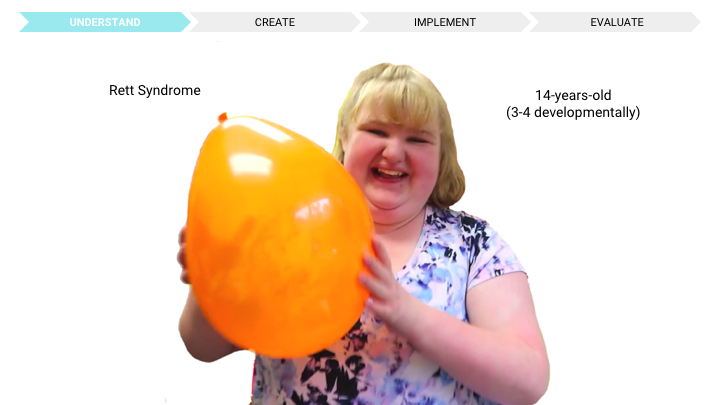 UNDERSTAND
CREATE
IMPLEMENT
EVALUATE
Rett Syndrome
14-years-old
(3-4 developmentally)